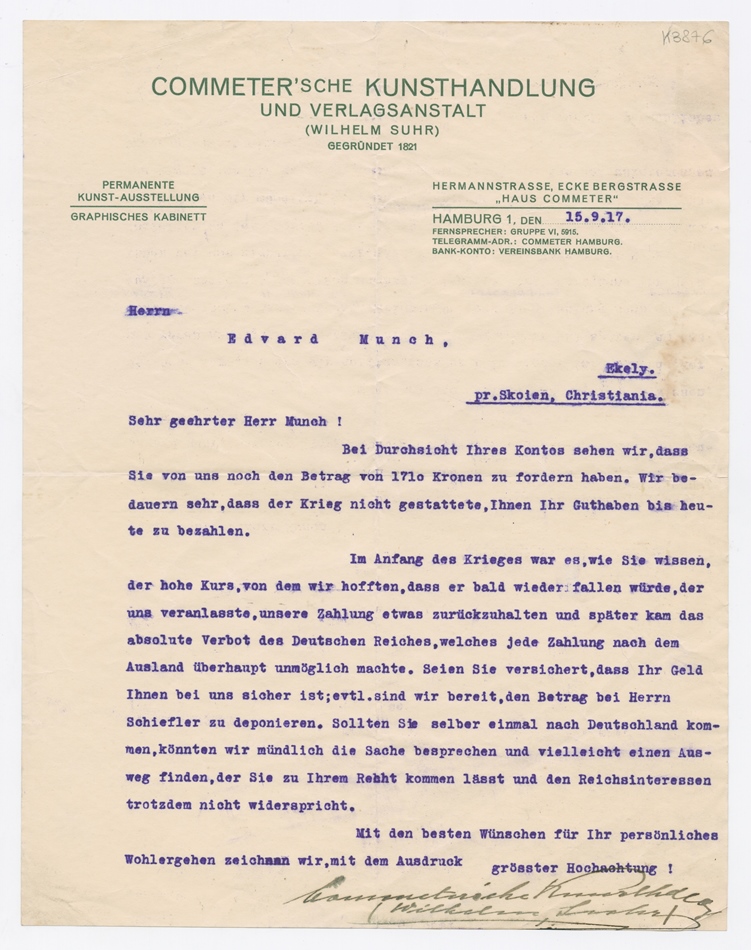 K3876
COMMETER'SCHE KUNSTHANDLUNG
UND VERLAGSANSTALT
(WILHELM SUHR)
GEGRÜNDET 1821
PERMANENTE
KUNST-AUSSTELLUNG
GRAPHISCHES KABINETT
HERMANNSTRASSE, ECKE BERGSTRASSE
„HAUS COMMETER“
HAMBURG 1, DEN 15.9.17.
FERNSPRECHER: GRUPPE VI, 5915.
TELEGRAMM-ADR.: COMMETER HAMBURG.
BANK-KONTO: VEREINSBANK HAMBURG.
Herrn
Edvard Munch,
Ekely.
pr.Skoien, Christiania.
Sehr geehrter Herr Munch !
Bei Durchsicht Ihres Kontos sehen wir,dass
Sie von uns noch den Betrag von 171o Kronen zu fordern haben. Wir be-
dauern sehr,dass der Krieg nicht gestattete,Ihnen Ihr Guthaben bis heu-
te zu bezahlen.
Im Anfang des Krieges war es,wie Sie wissen,
der hohe Kurs,von dem wir hofften,dass er bald wieder fallen würde,der
uns veranlasste,unsere Zahlung etwas zurückzuhalten und später kam das
absolute Verbot des Deutschen Reiches,welches jede Zahlung nach dem
Ausland überhaupt unmöglich machte. Seien Sie versichert,dass Ihr Geld
Ihnen bei uns sicher ist;evtl.sind wir bereit,den Betrag bei Herrn
Schiefler zu deponieren. Sollten Sie selber einmal nach Deutschland kom-
men,könnten wir mündlich die Sache besprechen und vielleicht einen Aus-
weg finden,der Sie zu Ihrem Rehht kommen lässt und den Reichsinteressen
trotzdem nicht widerspricht.
Mit den besten Wünschen für Ihr persönliches
Wohlergehen zeichnen wir,mit dem Ausdruck grösster Hochachtung !
Commetersche Kunsthdlg
(Wilhelm Suhr)